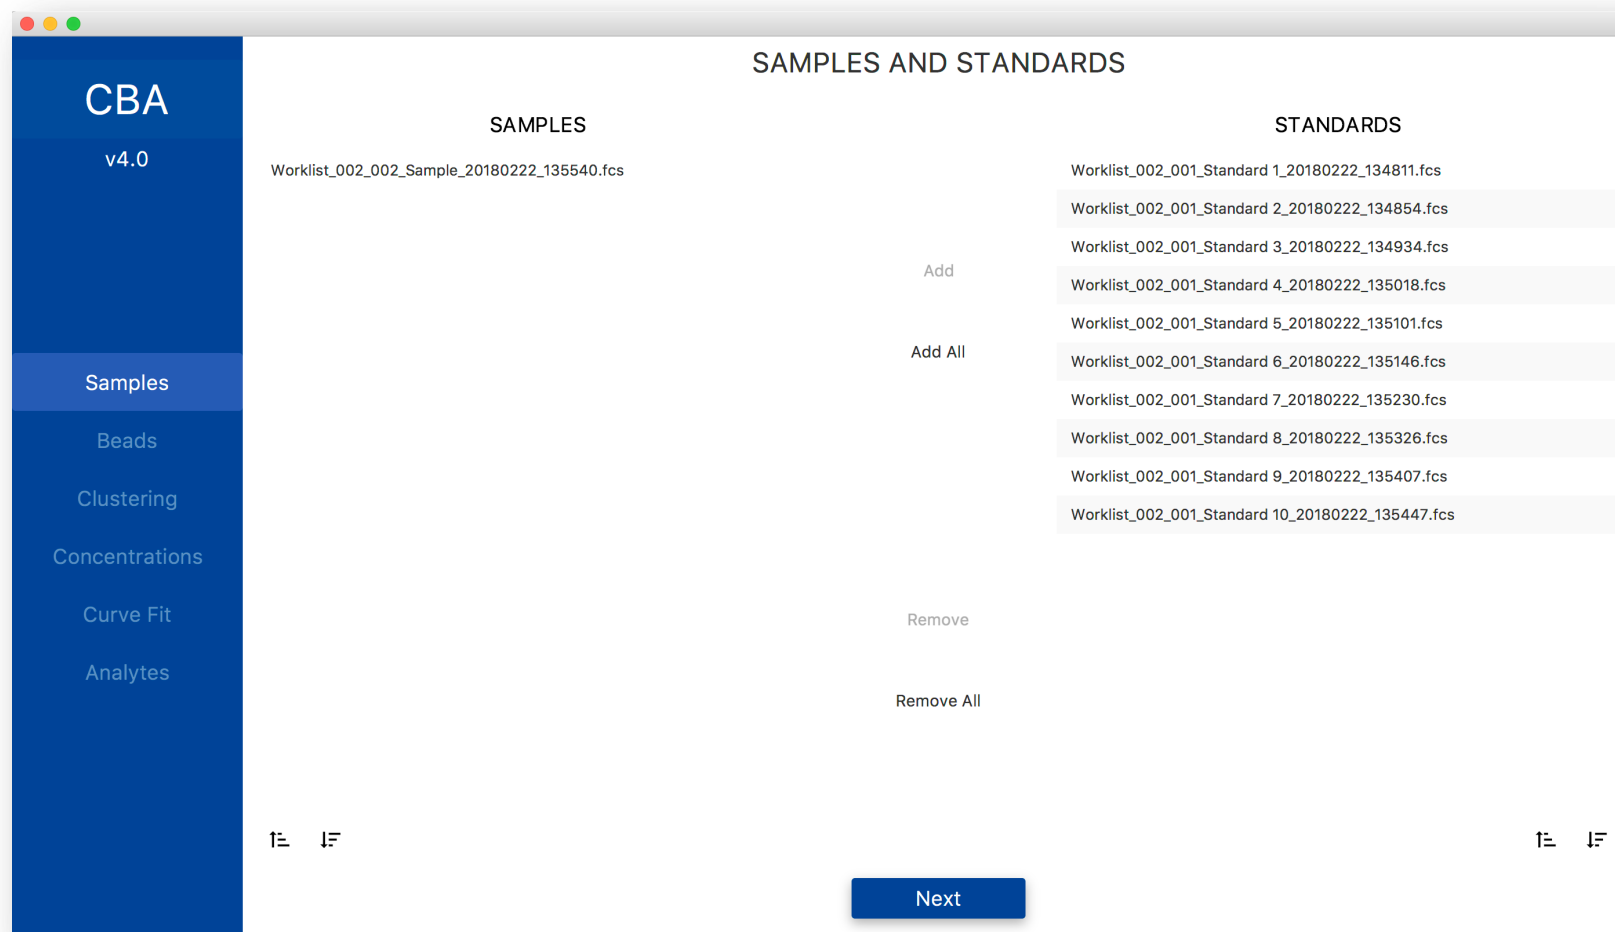 CBA
v4.0
Samples
Beads
Clustering
Concentrations
Curve Fit
Analytes
SAMPLES AND STANDARDS
SAMPLES
Worklist_002_002_Sample_20180222_135540.fcs
Add
Add All
Remove
Remove All
STANDARDS
Worklist_002_001_Standard 1_20180222_134811.fcs
Worklist_002_001_Standard 2_20180222_134854.fcs
Worklist_002_001_Standard 3_20180222_134934.fcs
Worklist_002_001_Standard 4_20180222_135018.fcs
Worklist_002_001_Standard 5_20180222_135101.fcs
Worklist_002_001_Standard 6_20180222_135146.fcs
Worklist_002_001_Standard 7_20180222_135230.fcs
Worklist_002_001_Standard 8_20180222_135326.fcs
Worklist_002_001_Standard 9_20180222_135407.fcs
Worklist_002_001_Standard 10_20180222_135447.fcs
Next